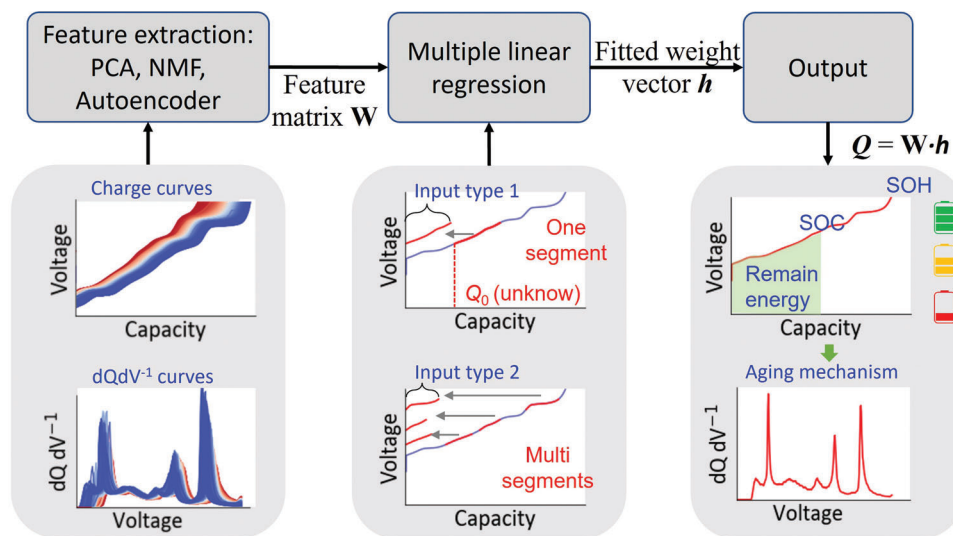 Feature extraction:
PCA, NMF,
Autoencoder
Feature
matrix W
Multiple linear
regression
Fitted weight
vector h
Output
Q = W·h
Charge curves
Voltage
Capacity
dQdV⁻¹ curves
dQ dV⁻¹
Voltage
Input type 1
Voltage
One
segment
Q₀ (unknow)
Capacity
Input type 2
Voltage
Multi
segments
Capacity
SOH
SOC
Voltage
Remain
energy
Capacity
Aging mechanism
dQ dV⁻¹
Voltage